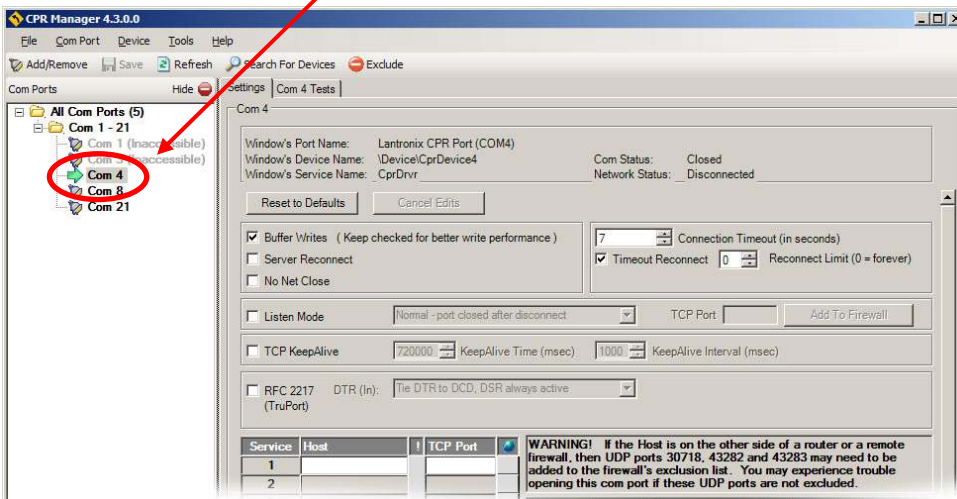 CPR Manager 4.3.0.0
File Com Port Device Tools Help
Add/Remove Save Refresh Search For Devices Exclude
Com Ports Hide
Settings Com 4 Tests
All Com Ports (5)
Com 1 - 21
Com 1 (Inaccessible)
(Inaccessible)
Com 4
Com 8
Com 21
Com 4
Window's Port Name: Lantronix CPR Port (COM4)
Window's Device Name: \Device\CprDevice4 Com Status: Closed
Window's Service Name: CprDrvr Network Status: Disconnected
Reset to Defaults Cancel Edits
Buffer Writes ( Keep checked for better write performance )
Server Reconnect
No Net Close
7 Connection Timeout (in seconds)
Timeout Reconnect 0 Reconnect Limit (0 = forever)
Listen Mode Normal - port closed after disconnect TCP Port Add To Firewall
TCP KeepAlive 720000 KeepAlive Time (msec) 1000 KeepAlive Interval (msec)
RFC 2217 DTR (In): Tie DTR to DCD, DSR always active
(TruPort)
Service Host ! TCP Port
1
2
WARNING! If the Host is on the other side of a router or a remote
firewall, then UDP ports 30718, 43282 and 43283 may need to be
added to the firewall's exclusion list. You may experience trouble
opening this com port if these UDP ports are not excluded.